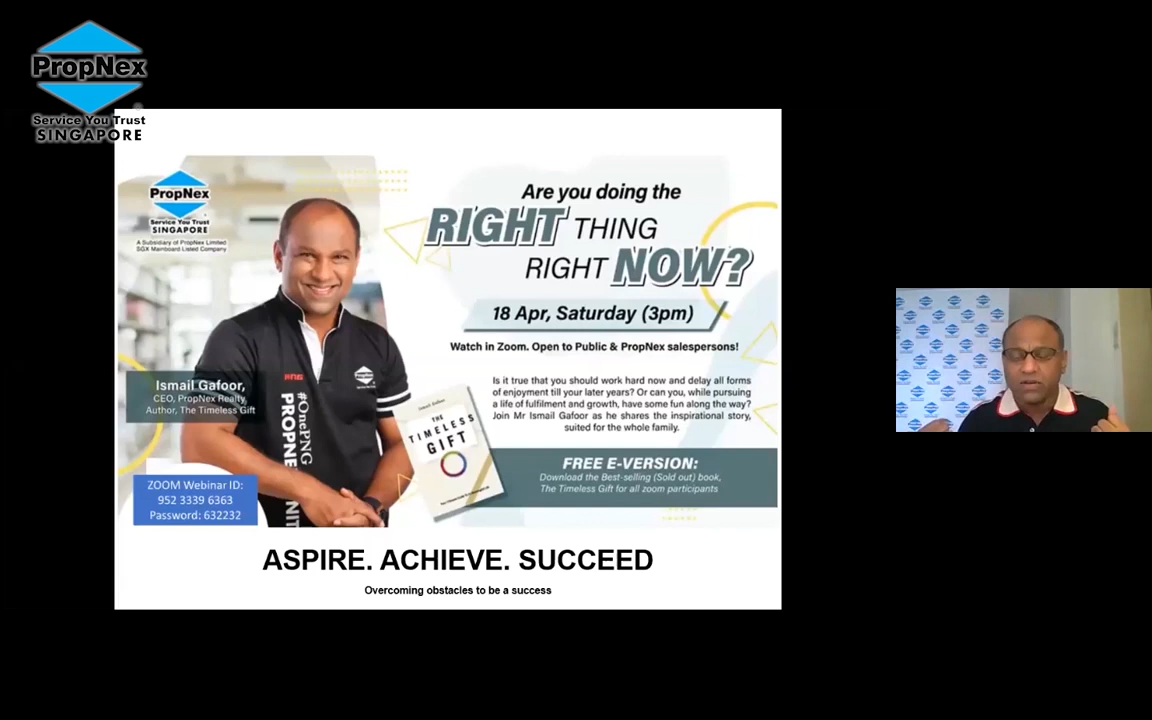 PropNex
Service You Trust
SINGAPORE
PropNex
Service You Trust
SINGAPORE
A Subsidiary of PropNex Limited
SGX Mainboard Listed Company
Are you doing the
RIGHT THING
RIGHT NOW?
18 Apr, Saturday (3pm)
Watch in Zoom. Open to Public & PropNex salespersons!
Is it true that you should work hard now and delay all forms
of enjoyment till your later years? Or can you, while pursuing
a life of fulfilment and growth, have some fun along the way?
Join Mr Ismail Gafoor as he shares the inspirational story,
suited for the whole family.
Ismail Gafoor,
CEO, PropNex Realty
Author, The Timeless Gift
#OnePNG
PROPNE
NIT
THE
TIMELESS
GIFT
FREE E-VERSION:
Download the Best-selling (Sold out) book,
The Timeless Gift for all zoom participants
ZOOM Webinar ID:
952 3339 6363
Password: 632232
ASPIRE. ACHIEVE. SUCCEED
Overcoming obstacles to be a success